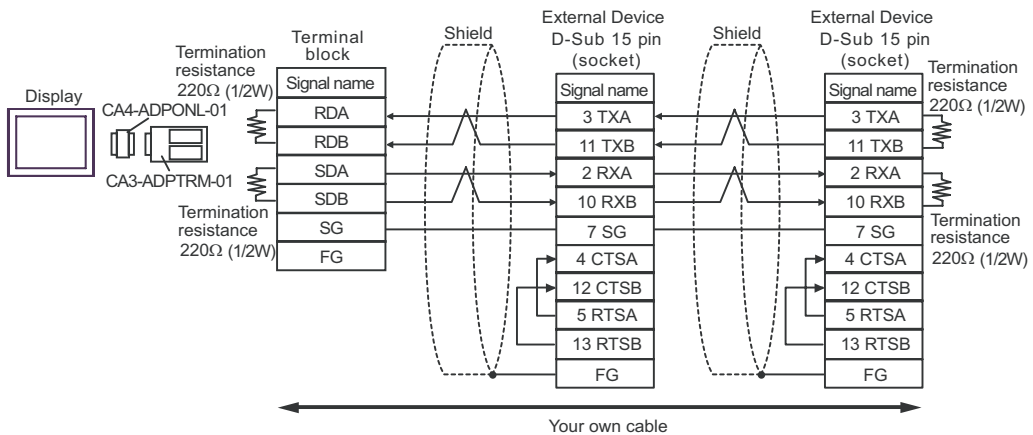 Display
CA4-ADPONL-01
CA3-ADPTRM-01
Termination
resistance
220Ω (1/2W)
Termination
resistance
220Ω (1/2W)
Terminal
block
Signal name
RDA
RDB
SDA
SDB
SG
FG
Shield
External Device
D-Sub 15 pin
(socket)
Signal name
3 TXA
11 TXB
2 RXA
10 RXB
7 SG
4 CTSA
12 CTSB
5 RTSA
13 RTSB
FG
Shield
External Device
D-Sub 15 pin
(socket)
Signal name
3 TXA
11 TXB
2 RXA
10 RXB
7 SG
4 CTSA
12 CTSB
5 RTSA
13 RTSB
FG
Termination
resistance
220Ω (1/2W)
Termination
resistance
220Ω (1/2W)
Your own cable